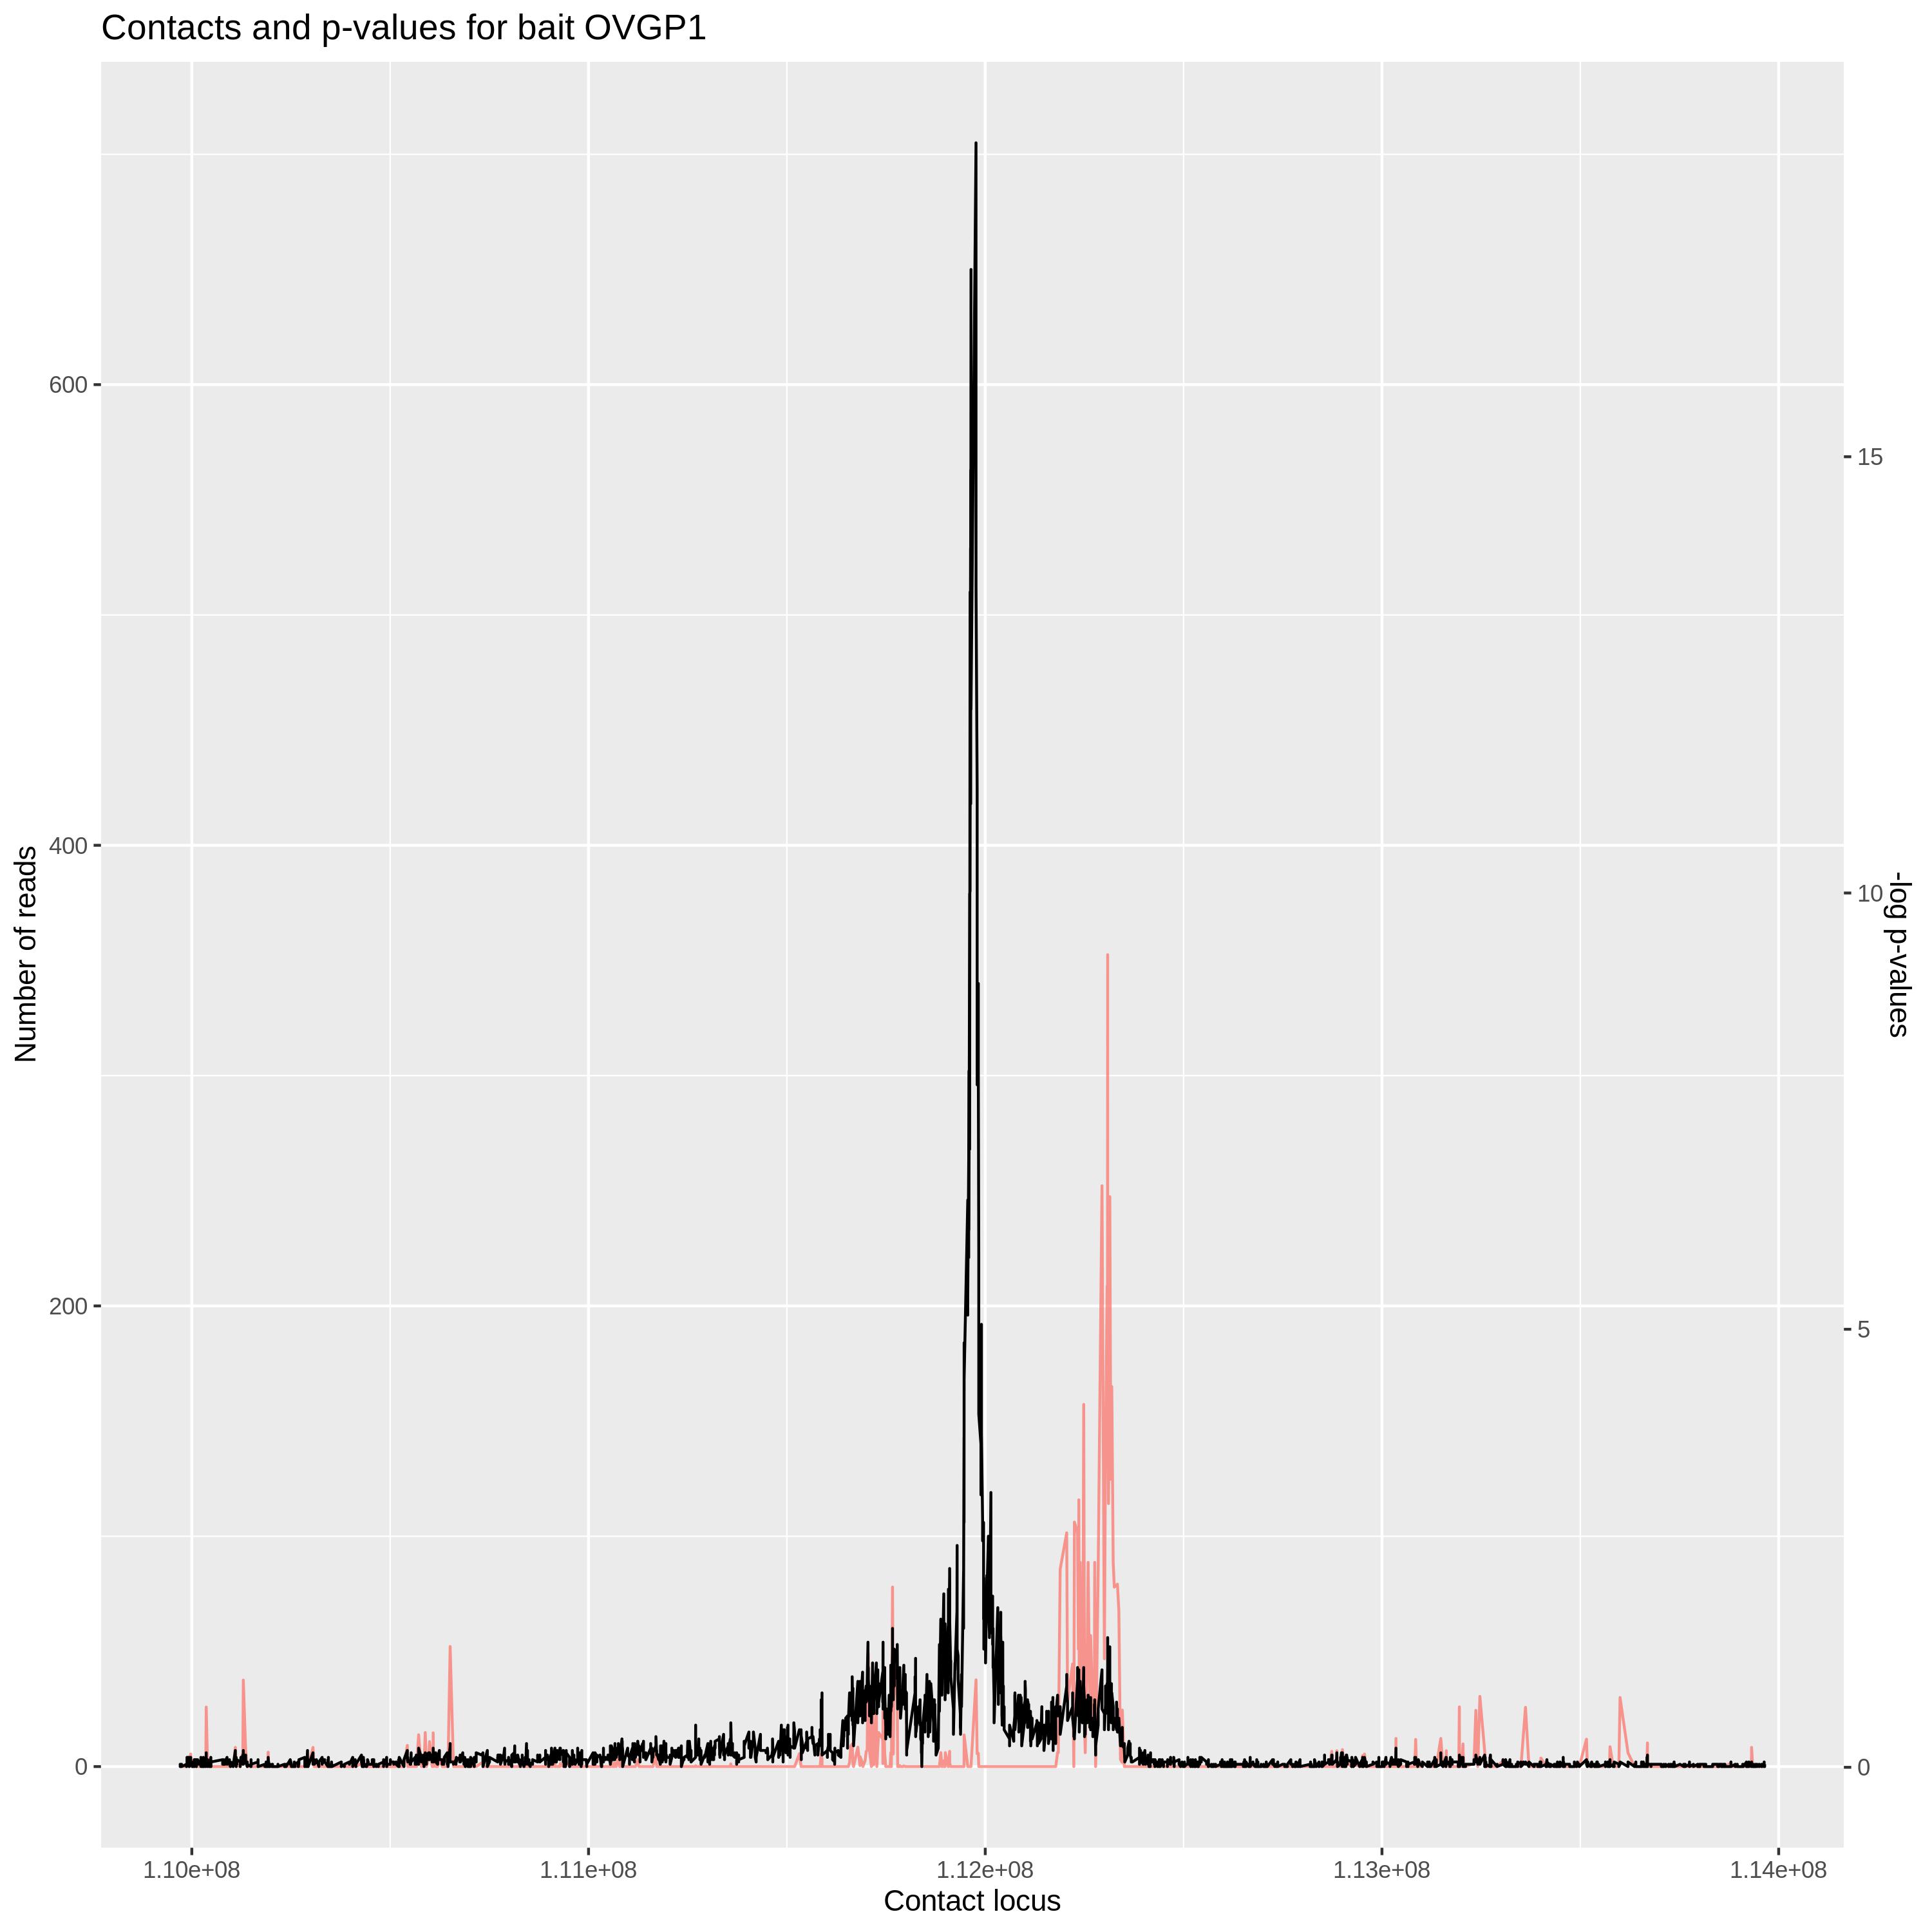 Contacts and p-values for bait OVGP1
600
400
200
0
Number of reads
15
10
5
0
-log p-values
1.10e+08 1.11e+08 1.12e+08 1.13e+08 1.14e+08
Contact locus